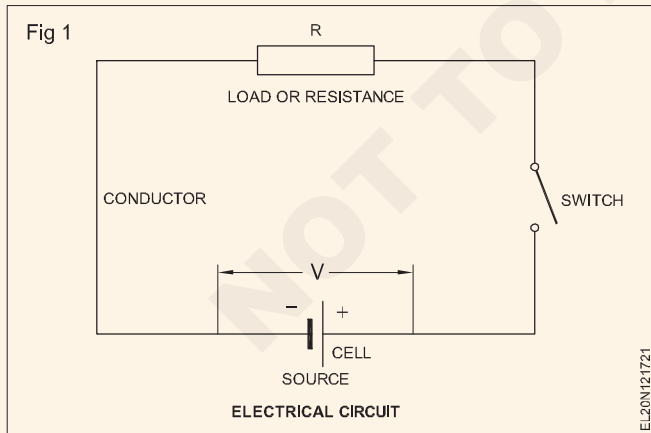 Fig 1
R
LOAD OR RESISTANCE
CONDUCTOR
SWITCH
V
– +
CELL
SOURCE
ELECTRICAL CIRCUIT
EL20N121721
NOT TO